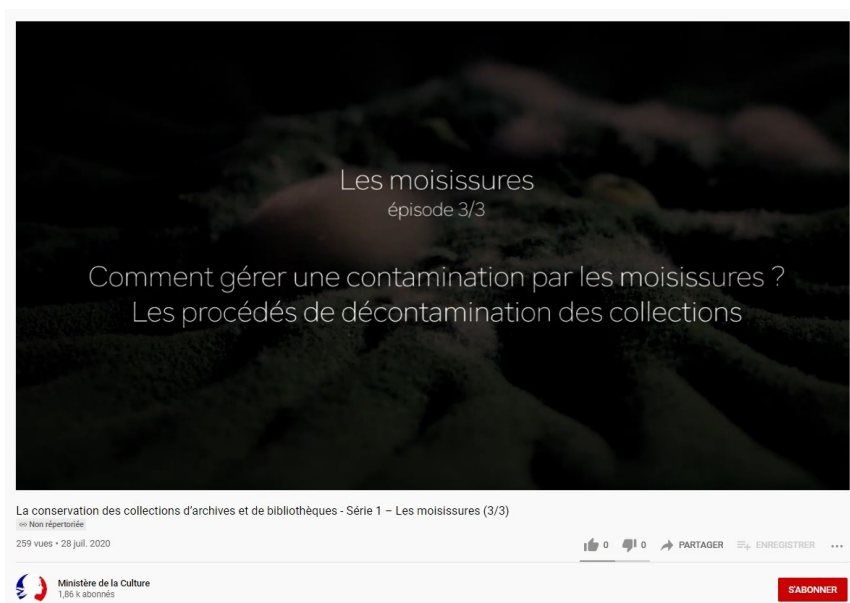 Les moisissures
épisode 3/3
Comment gérer une contamination par les moisissures ?
Les procédés de décontamination des collections
La conservation des collections d'archives et de bibliothèques - Série 1 – Les moisissures (3/3)
Non répertoriée
259 vues • 28 juil. 2020
0 0 PARTAGER ENREGISTRER ...
Ministère de la Culture
1,86 k abonnés
S'ABONNER